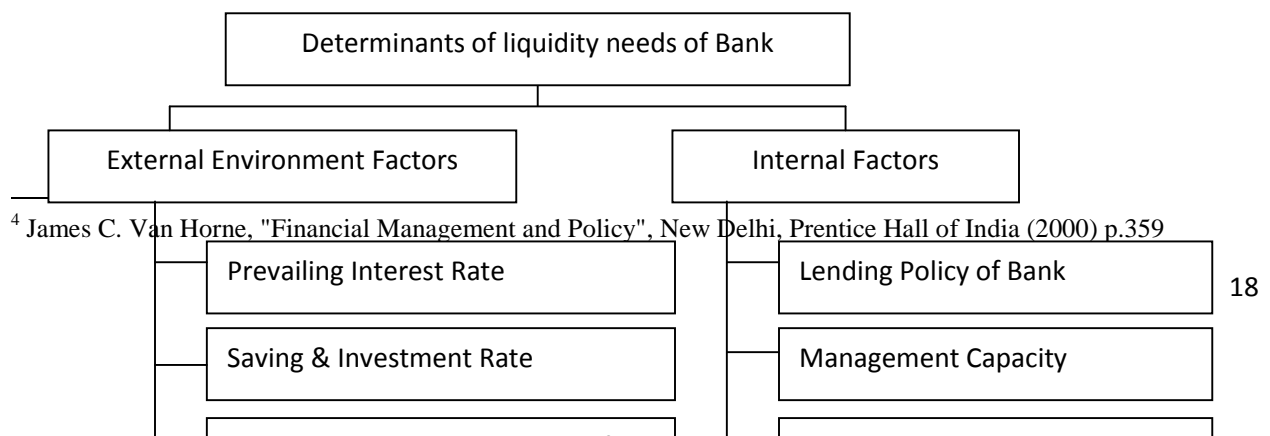 Determinants of liquidity needs of Bank
External Environment Factors
Internal Factors
4 James C. Van Horne, "Financial Management and Policy", New Delhi, Prentice Hall of India (2000) p.359
Prevailing Interest Rate
Lending Policy of Bank
18
Saving & Investment Rate
Management Capacity